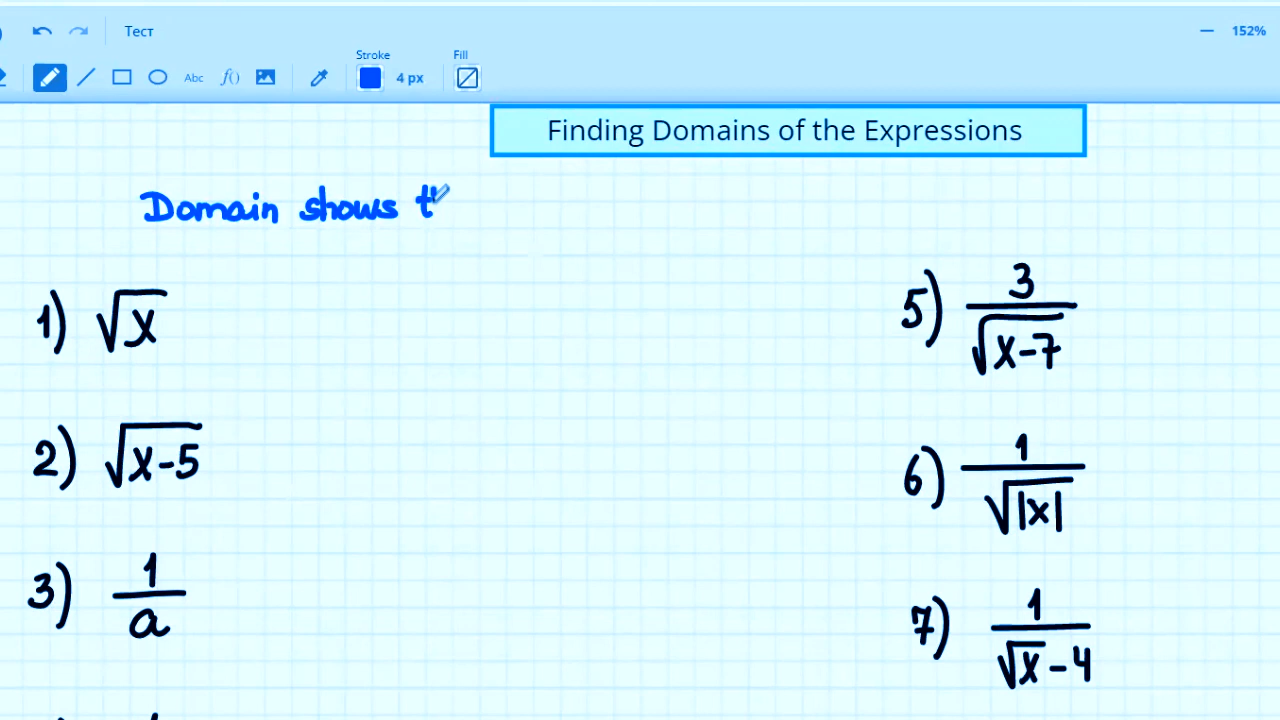 Тест
152%
Stroke
Fill
Abc
f()
4 px
Finding Domains of the Expressions
Domain shows
1) √x
2) √x-5
3) 1/a
5) 3/√x-7
6) 1/√|x|
7) 1/√x-4